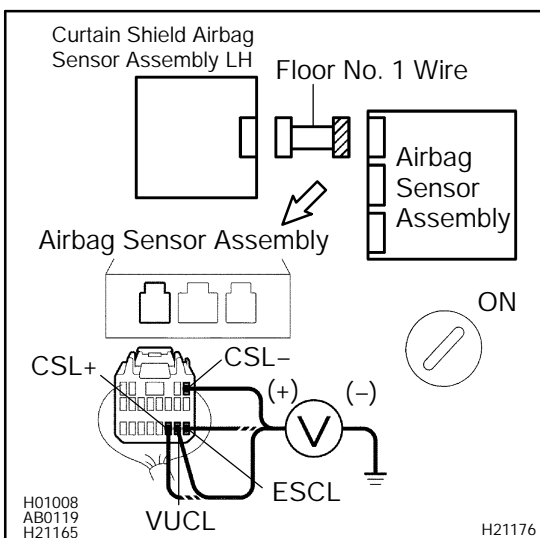 Curtain Shield Airbag
Sensor Assembly LH
Floor No. 1 Wire
Airbag
Sensor
Assembly
Airbag Sensor Assembly
ON
CSL+
CSL–
(+)
(–)
V
ESCL
VUCL
H01008
AB0119
H21165
H21176